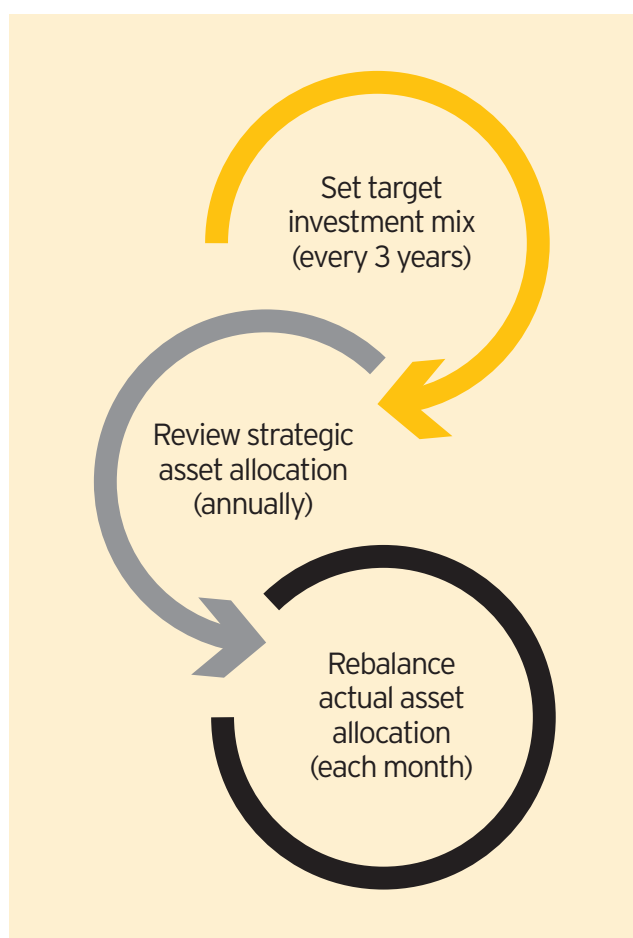 Set target
investment mix
(every 3 years)
Review strategic
asset allocation
(annually)
Rebalance
actual asset
allocation
(each month)